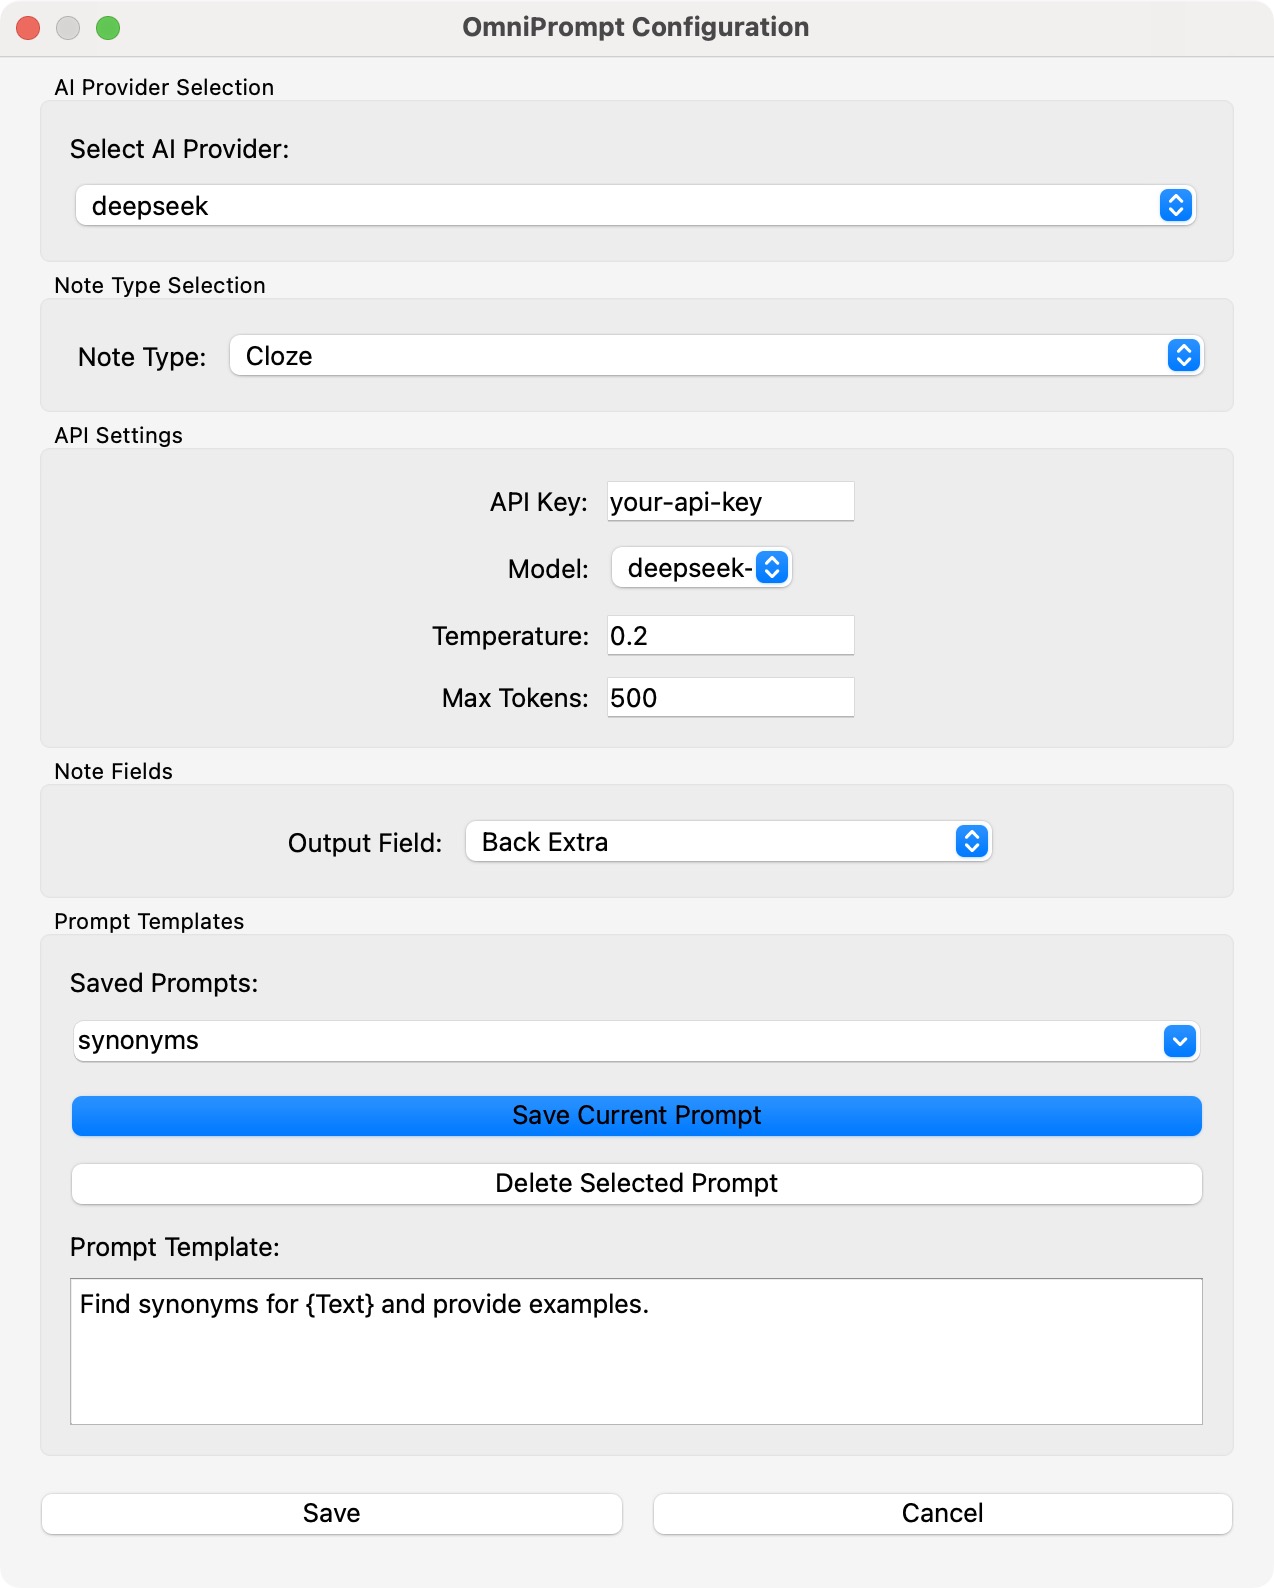 OmniPrompt Configuration
AI Provider Selection
Select AI Provider:
deepseek
Note Type Selection
Note Type: Cloze
API Settings
API Key: your-api-key
Model: deepseek-
Temperature: 0.2
Max Tokens: 500
Note Fields
Output Field: Back Extra
Prompt Templates
Saved Prompts:
synonyms
Save Current Prompt
Delete Selected Prompt
Prompt Template:
Find synonyms for {Text} and provide examples.
Save Cancel